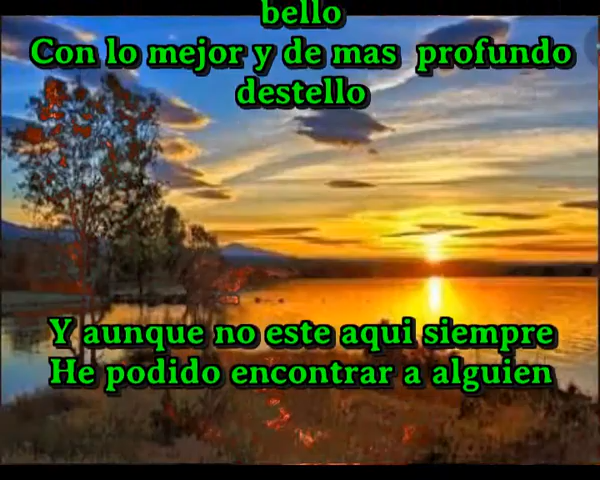 bello
Con lo mejor y de mas profundo
destello
Y aunque no este aqui siempre
He podido encontrar a alguien